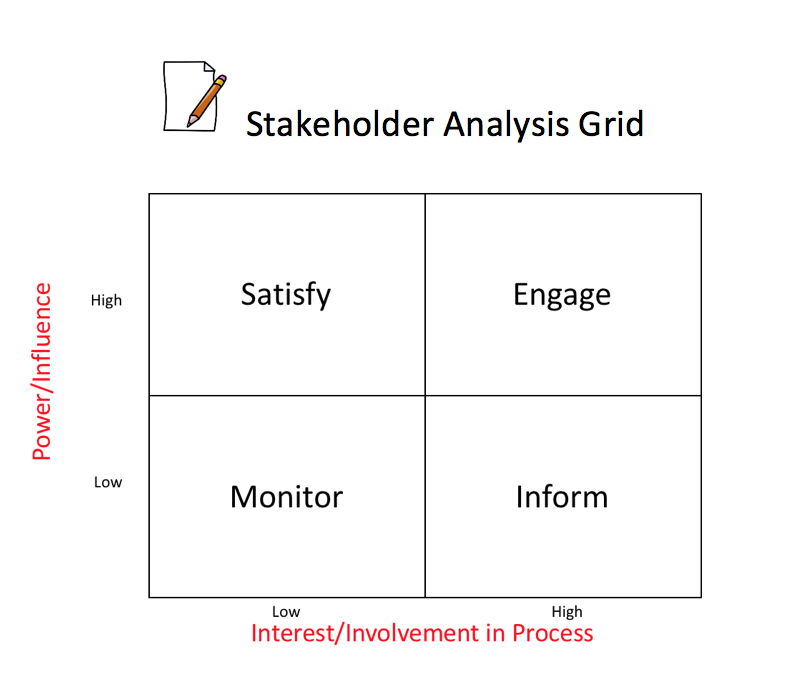 Stakeholder Analysis Grid
Power/Influence
High
Satisfy
Engage
Low
Monitor
Inform
Low
High
Interest/Involvement in Process